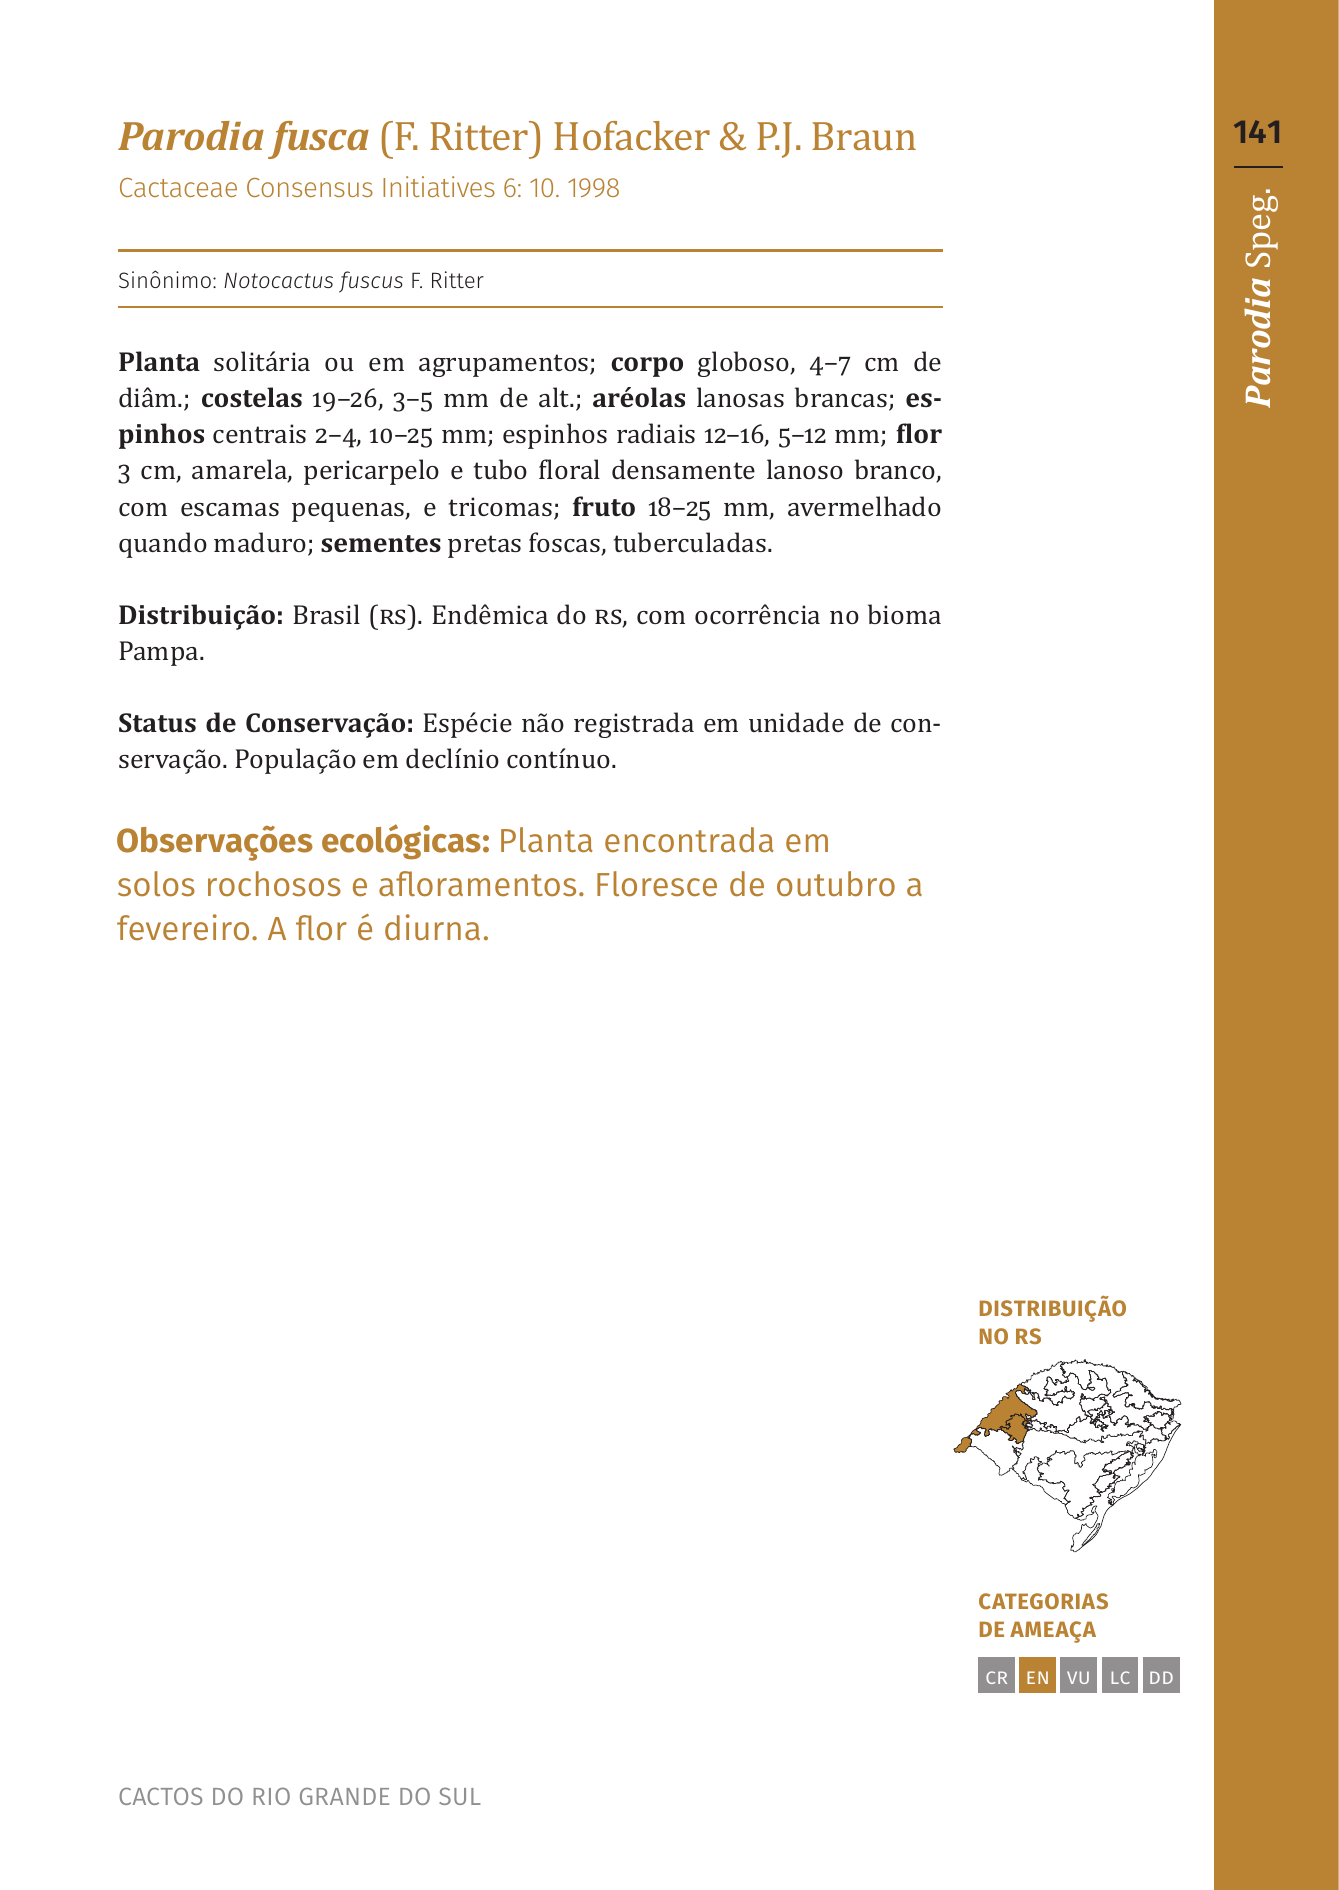 Parodia fusca (F. Ritter) Hofacker & P.J. Braun
Cactaceae Consensus Initiatives 6: 10. 1998
Sinônimo: Notocactus fuscus F. Ritter
Planta solitária ou em agrupamentos; corpo globoso, 4–7 cm de
diâm.; costelas 19–26, 3–5 mm de alt.; aréolas lanosas brancas; es-
pinhos centrais 2–4, 10–25 mm; espinhos radiais 12–16, 5–12 mm; flor
3 cm, amarela, pericarpelo e tubo floral densamente lanoso branco,
com escamas pequenas, e tricomas; fruto 18–25 mm, avermelhado
quando maduro; sementes pretas foscas, tuberculadas.
Distribuição: Brasil (RS). Endêmica do RS, com ocorrência no bioma
Pampa.
Status de Conservação: Espécie não registrada em unidade de con-
servação. População em declínio contínuo.
Observações ecológicas: Planta encontrada em
solos rochosos e afloramentos. Floresce de outubro a
fevereiro. A flor é diurna.
DISTRIBUIÇÃO
NO RS
CATEGORIAS
DE AMEAÇA
CR EN VU LC DD
CACTOS DO RIO GRANDE DO SUL
141
Parodia Speg.